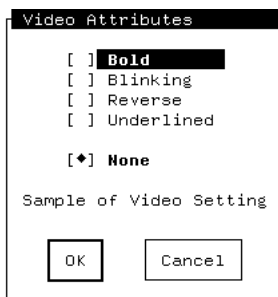 Video Attributes
[ ] Bold
[ ] Blinking
[ ] Reverse
[ ] Underlined
[◆] None
Sample of Video Setting
OK Cancel